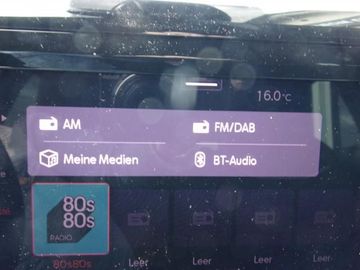 16.0°C
AM
FM/DAB
Meine Medien
BT-Audio
80s
80s
RADIO
80s80s
Leer
Leer
Leer
Leer